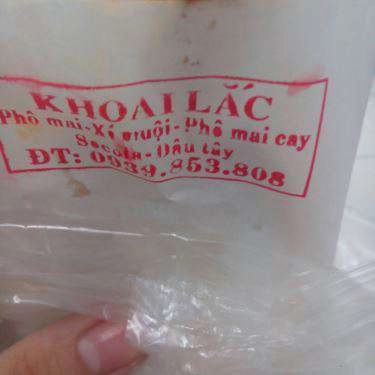 KHOAI LẮC
Phô mai-Xí muội-Phô mai cay
Socola-Dâu tây
ĐT: 0939.853.808